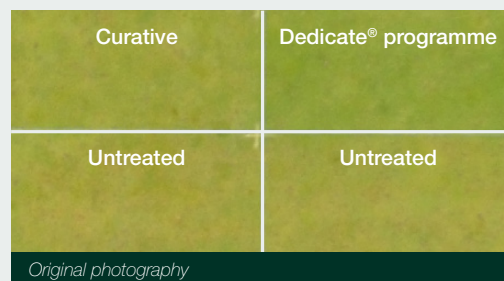 Curative
Dedicate® programme
Untreated
Untreated
Original photography